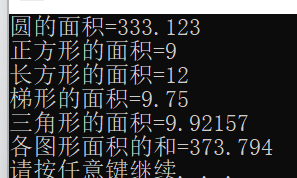 圆的面积=333.123
正方形的面积=9
长方形的面积=12
梯形的面积=9.75
三角形的面积=9.92157
各图形面积的和=373.794
请按任意键继续. . .